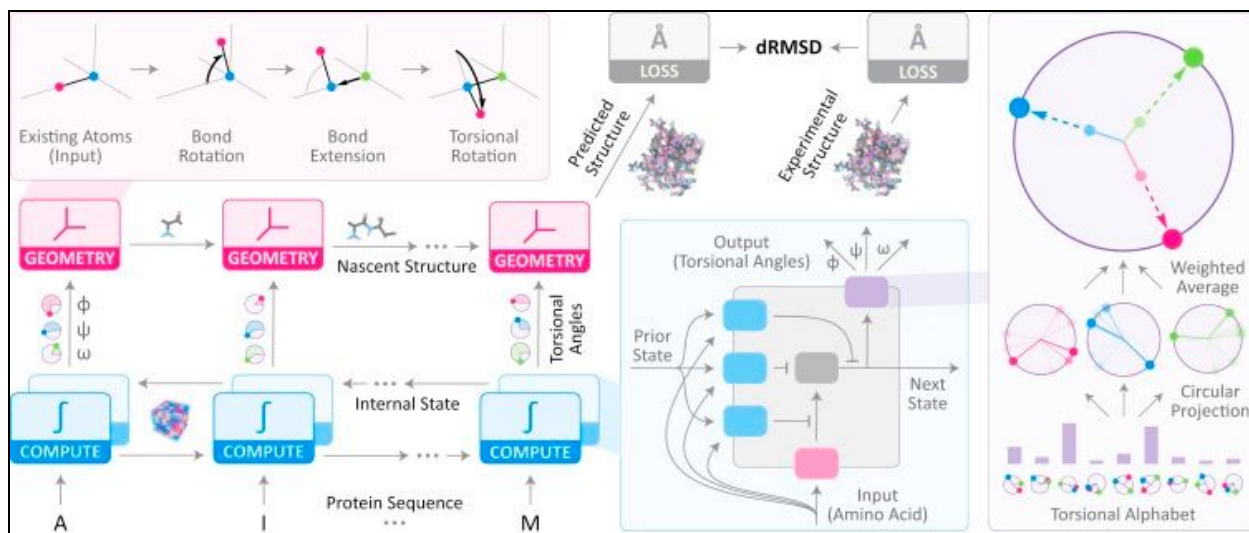 Existing Atoms
(Input)
Bond
Rotation
Bond
Extension
Torsional
Rotation
Å
LOSS
dRMSD
Å
LOSS
Predicted
Structure
Experimental
Structure
GEOMETRY
GEOMETRY
Nascent Structure
...
GEOMETRY
ϕ
ψ
ω
Torsional
Angles
∫
COMPUTE
∫
COMPUTE
...
Internal State
...
∫
COMPUTE
A
I
Protein Sequence
...
M
Output
(Torsional Angles)
ϕ
ψ
ω
Prior
State
Next
State
Input
(Amino Acid)
Weighted
Average
Circular
Projection
Torsional Alphabet